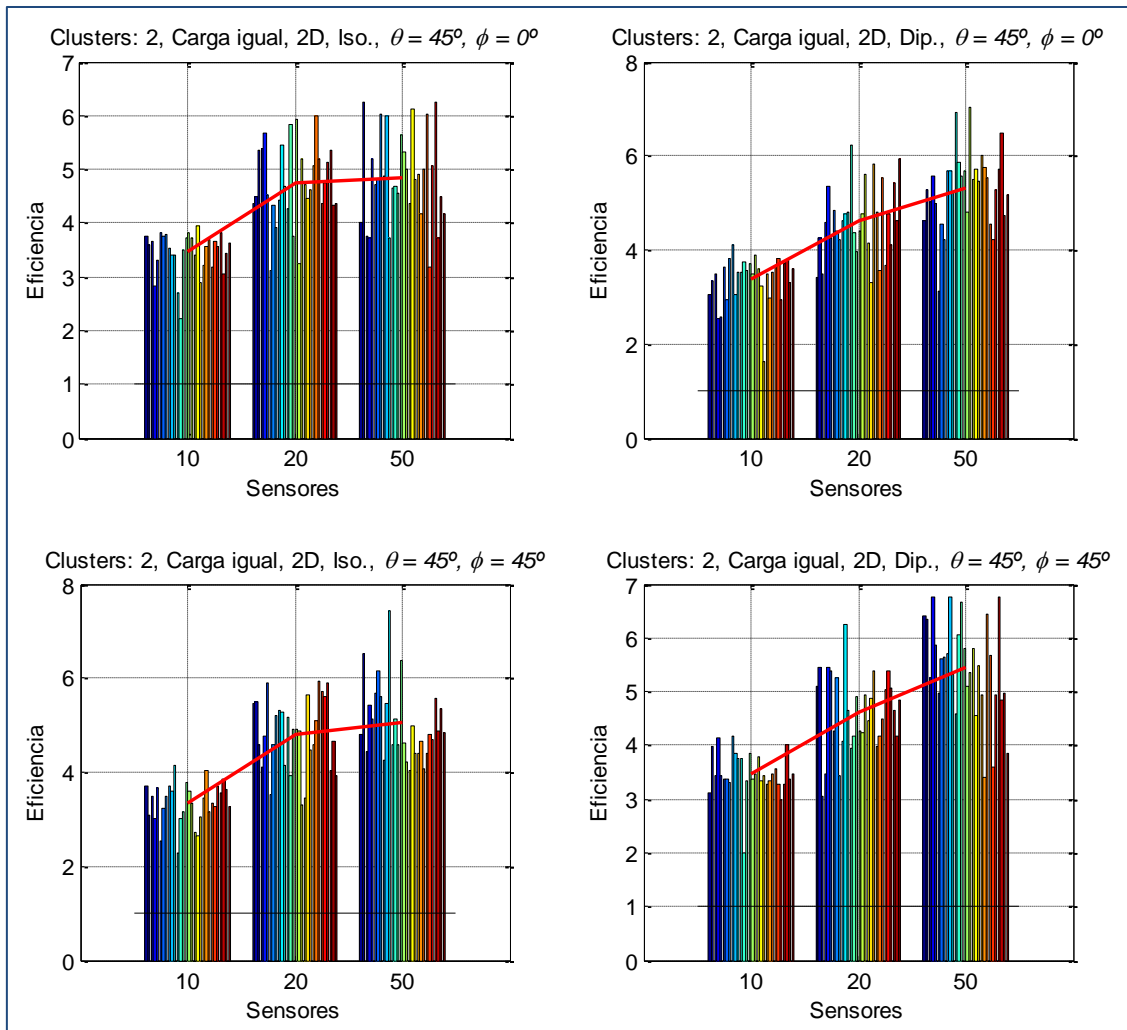 Clusters: 2, Carga igual, 2D, Iso., θ = 45º, ϕ = 0º
7
6
5
4
3
2
1
0
Eficiencia
10 20 50
Sensores
Clusters: 2, Carga igual, 2D, Dip., θ = 45º, ϕ = 0º
8
6
4
2
0
Eficiencia
10 20 50
Sensores
Clusters: 2, Carga igual, 2D, Iso., θ = 45º, ϕ = 45º
8
6
4
2
0
Eficiencia
10 20 50
Sensores
Clusters: 2, Carga igual, 2D, Dip., θ = 45º, ϕ = 45º
7
6
5
4
3
2
1
0
Eficiencia
10 20 50
Sensores